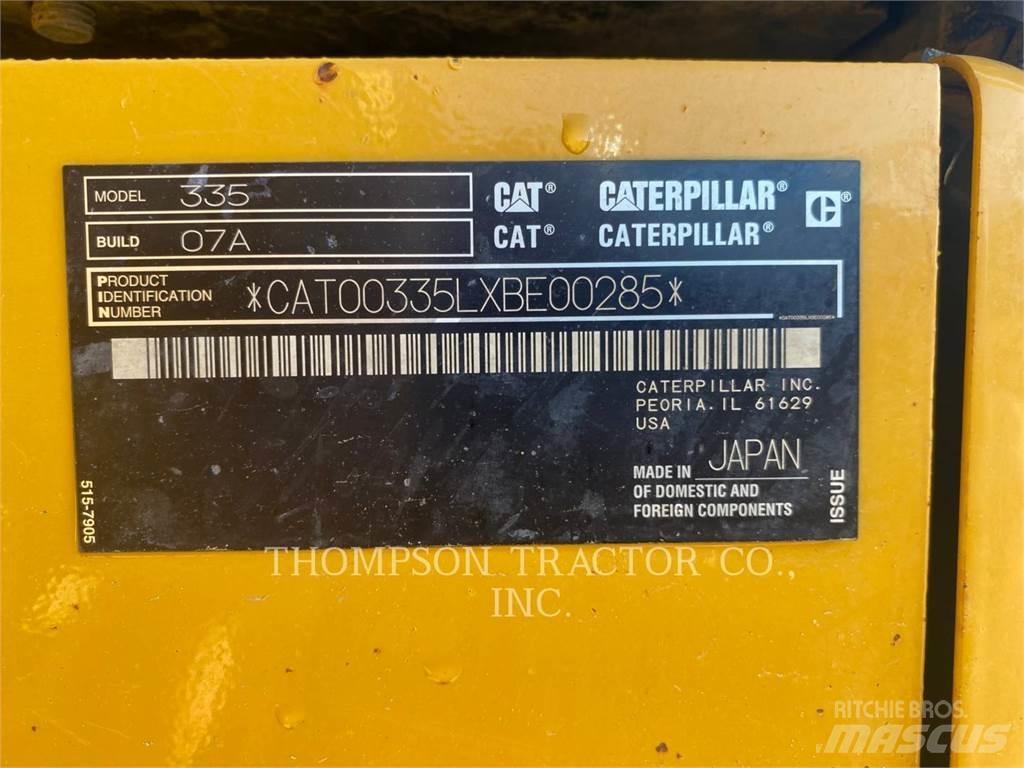 MODEL 335
BUILD 07A
CAT® CATERPILLAR® C®
CAT® CATERPILLAR®
PRODUCT
IDENTIFICATION
NUMBER
*CAT00335LXBE00285*
*CAT00335LXBE00285*
CATERPILLAR INC.
PEORIA. IL 61629
USA
MADE IN JAPAN
OF DOMESTIC AND
FOREIGN COMPONENTS
ISSUE
515-7905
THOMPSON TRACTOR CO.,
INC.
RITCHIE BROS.
MASCUS